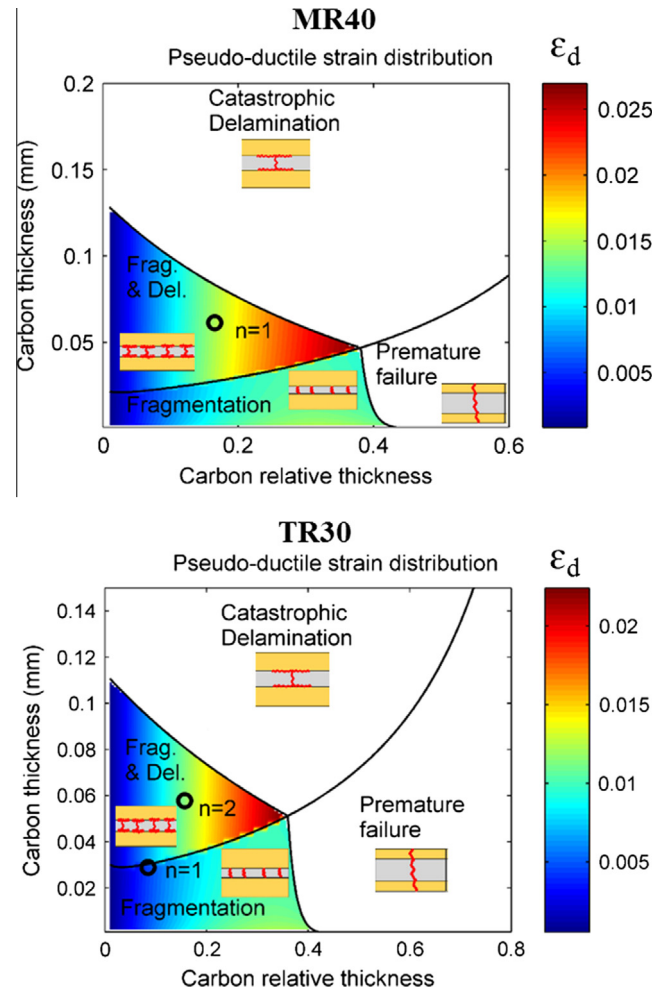 MR40
Pseudo-ductile strain distribution
εd
0.2
0.15
0.1
0.05
Carbon thickness (mm)
Catastrophic
Delamination
Frag.
& Del.
n=1
Fragmentation
Premature
failure
0
0.2
0.4
0.6
Carbon relative thickness
0.025
0.02
0.015
0.01
0.005
TR30
Pseudo-ductile strain distribution
εd
0.14
0.12
0.1
0.08
0.06
0.04
0.02
Carbon thickness (mm)
Catastrophic
Delamination
Frag.
& Del.
n=2
n=1
Fragmentation
Premature
failure
0
0.2
0.4
0.6
0.8
Carbon relative thickness
0.02
0.015
0.01
0.005